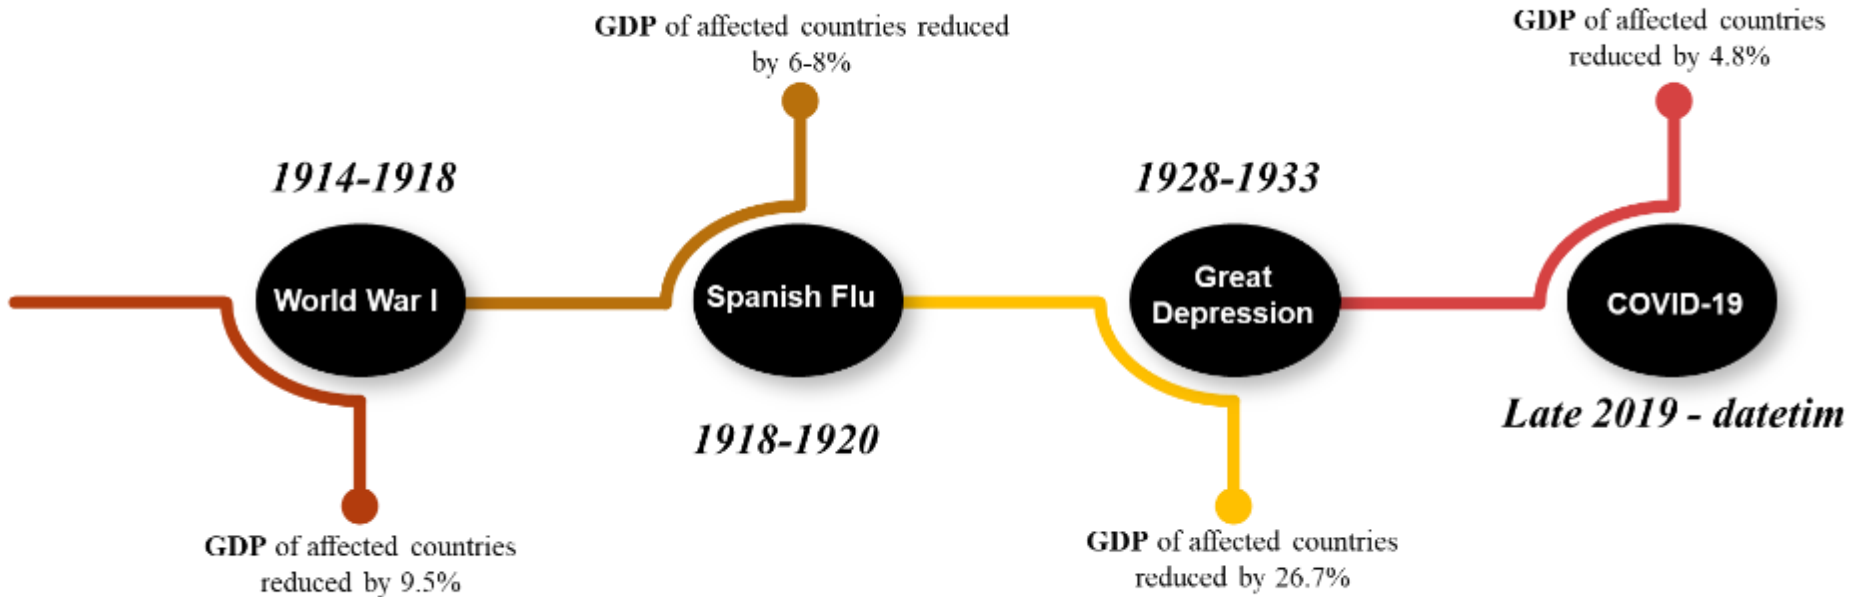 1914-1918
World War I
GDP of affected countries
reduced by 9.5%
GDP of affected countries reduced
by 6-8%
Spanish Flu
1918-1920
1928-1933
Great
Depression
GDP of affected countries
reduced by 26.7%
GDP of affected countries
reduced by 4.8%
COVID-19
Late 2019 - datetim